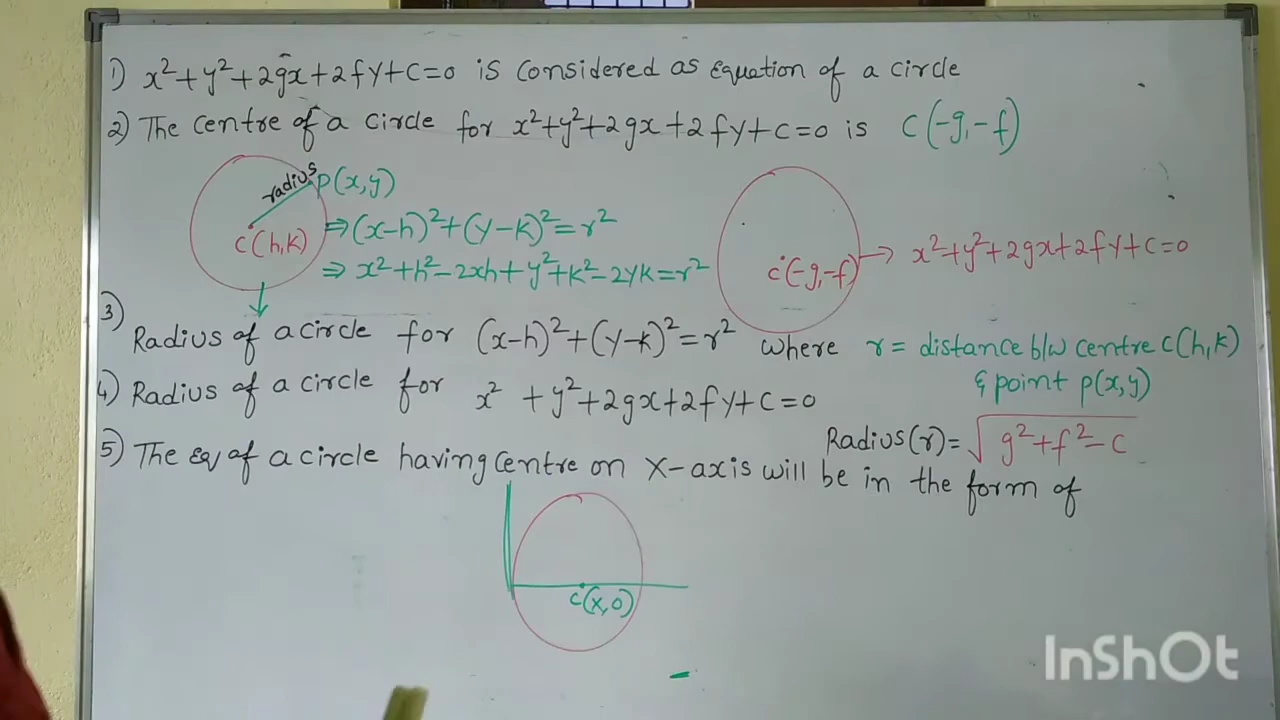 1) x²+y²+2gx+2fy+c=0 is considered as Equation of a circle
2) The centre of a circle for x²+y²+2gx+2fy+c=0 is C(-g,-f)
radius P(x,y)
C(h,k)
⇒(x-h)²+(y-k)²=r²
⇒ x²+h²-2xh+y²+k²-2yk=r²
C(-g,-f) → x²+y²+2gx+2fy+c=0
3) Radius of a circle for (x-h)²+(y-k)²=r² where r= distance b/w centre c(h,k)
& point p(x,y)
4) Radius of a circle for x² +y²+2gx+2fy+c=0
Radius(r)=√g²+f²-c
5) The Eq of a circle having centre on X-axis will be in the form of
C(x,0)
InShOt